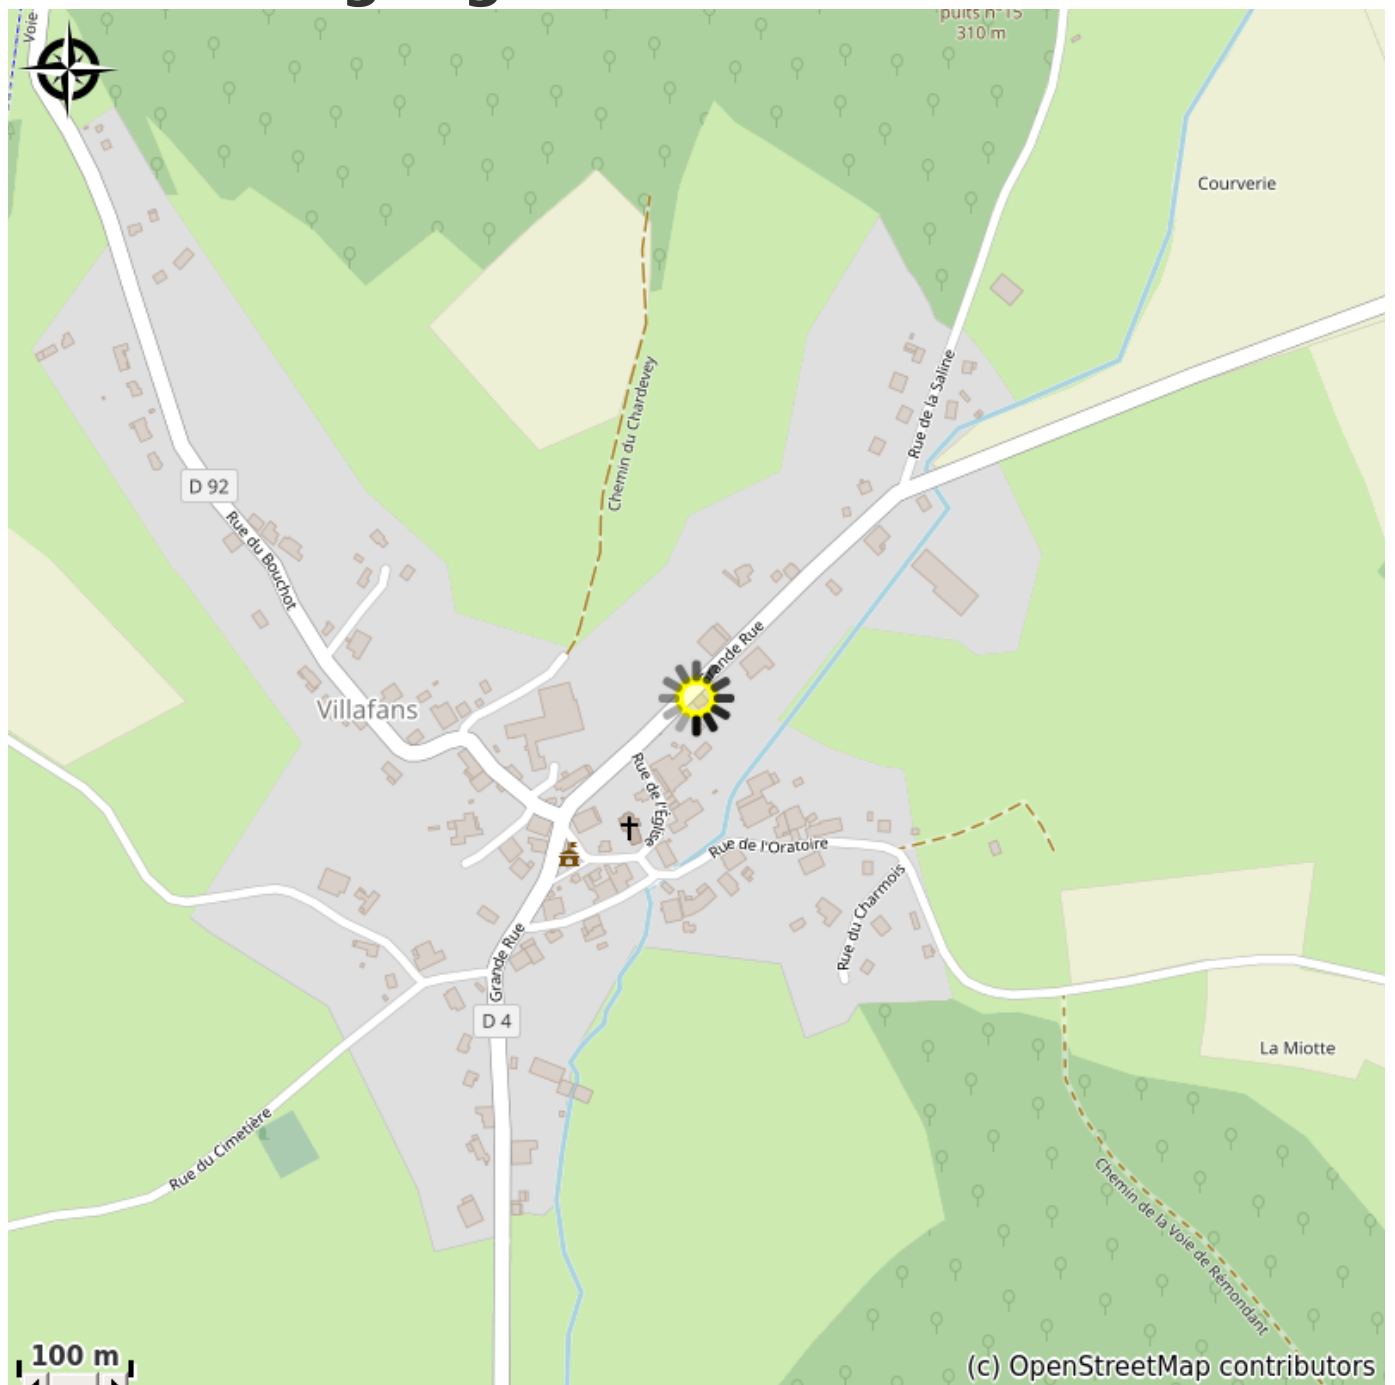 Voie
puits n°15
310 m
Courverie
Chemin du Chardevey
Rue de la Saline
D 92
Rue du Bouchot
Grande Rue
Villafans
Rue de l'Église
Rue de l'Oratoire
Rue du Charmois
Grande Rue
D 4
La Miotte
Rue du Cimetière
Chemin de la Voie de Rémondant
100 m
(c) OpenStreetMap contributors